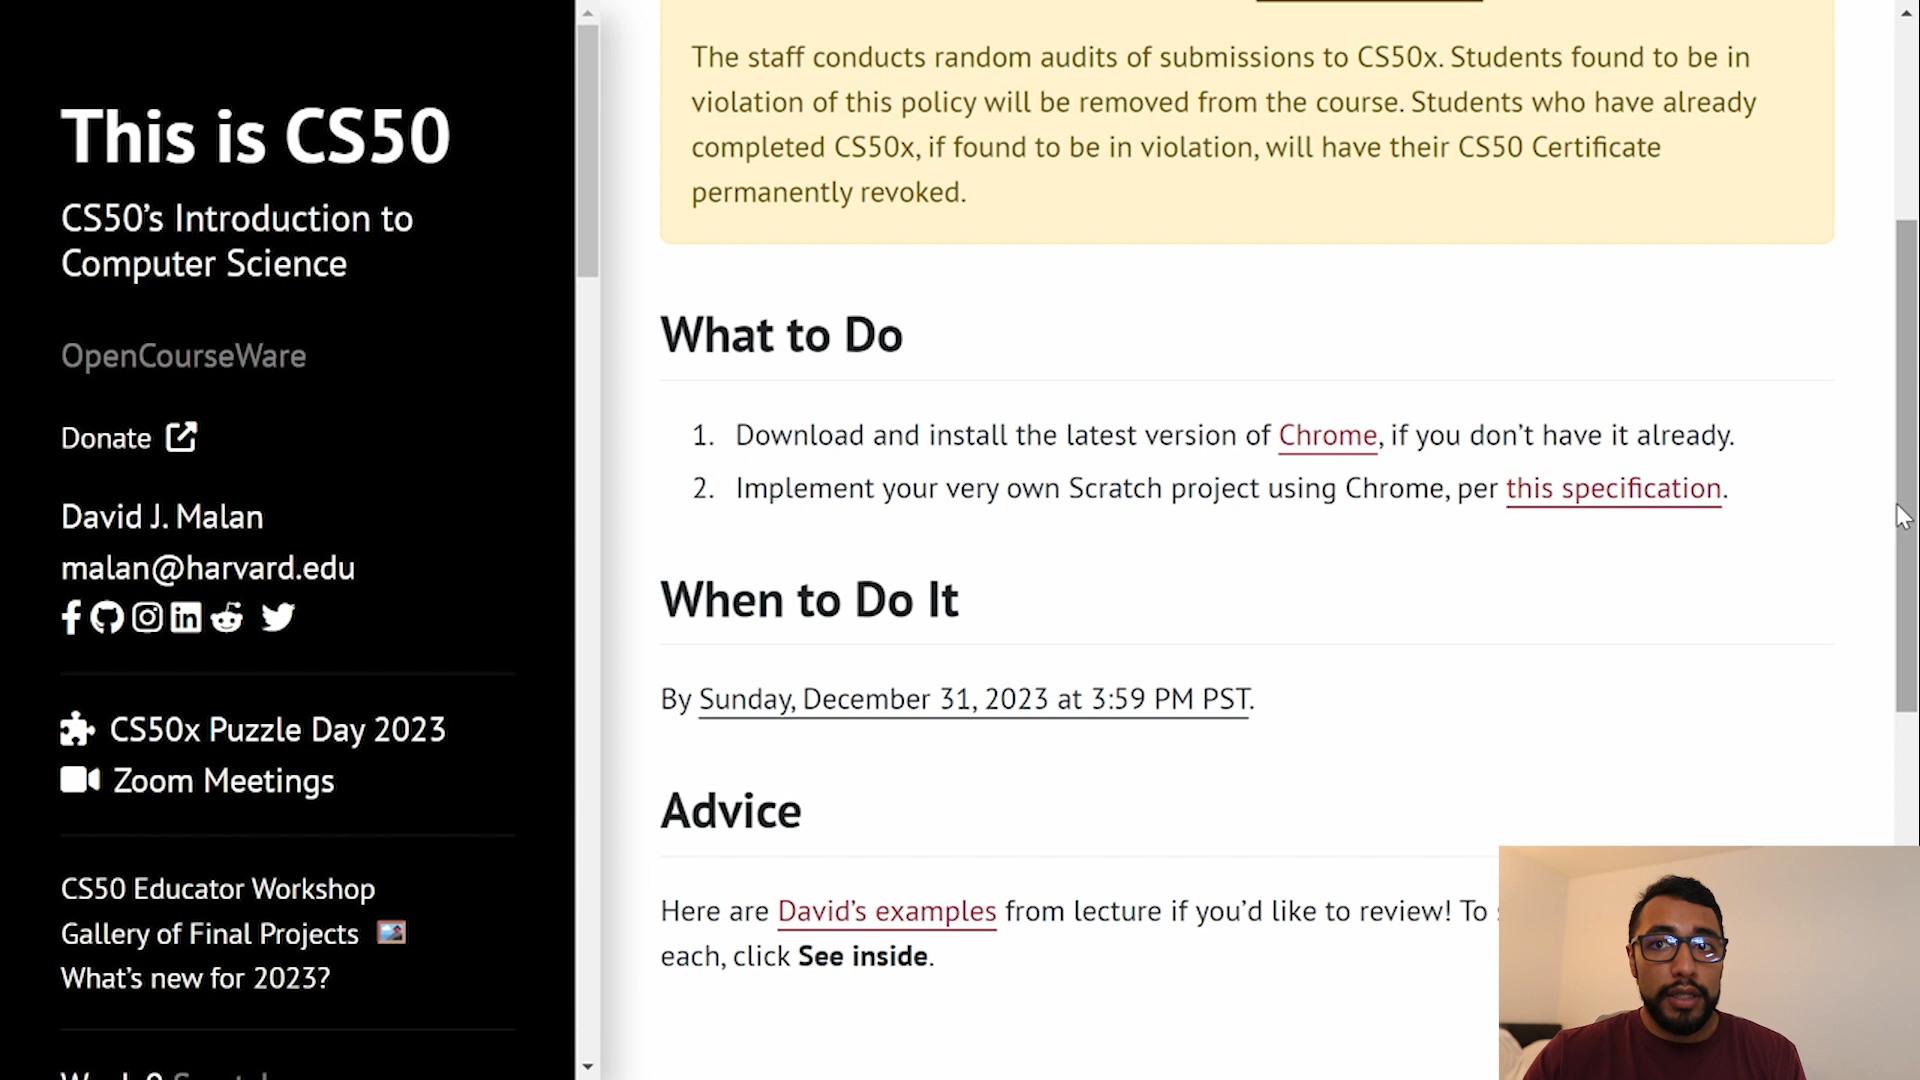 This is CS50
CS50’s Introduction to
Computer Science
OpenCourseWare
Donate
David J. Malan
malan@harvard.edu
CS50x Puzzle Day 2023
Zoom Meetings
CS50 Educator Workshop
Gallery of Final Projects
What’s new for 2023?
The staff conducts random audits of submissions to CS50x. Students found to be in
violation of this policy will be removed from the course. Students who have already
completed CS50x, if found to be in violation, will have their CS50 Certificate
permanently revoked.
What to Do
1. Download and install the latest version of Chrome, if you don’t have it already.
2. Implement your very own Scratch project using Chrome, per this specification.
When to Do It
By Sunday, December 31, 2023 at 3:59 PM PST.
Advice
Here are David’s examples from lecture if you’d like to review! To
each, click See inside.